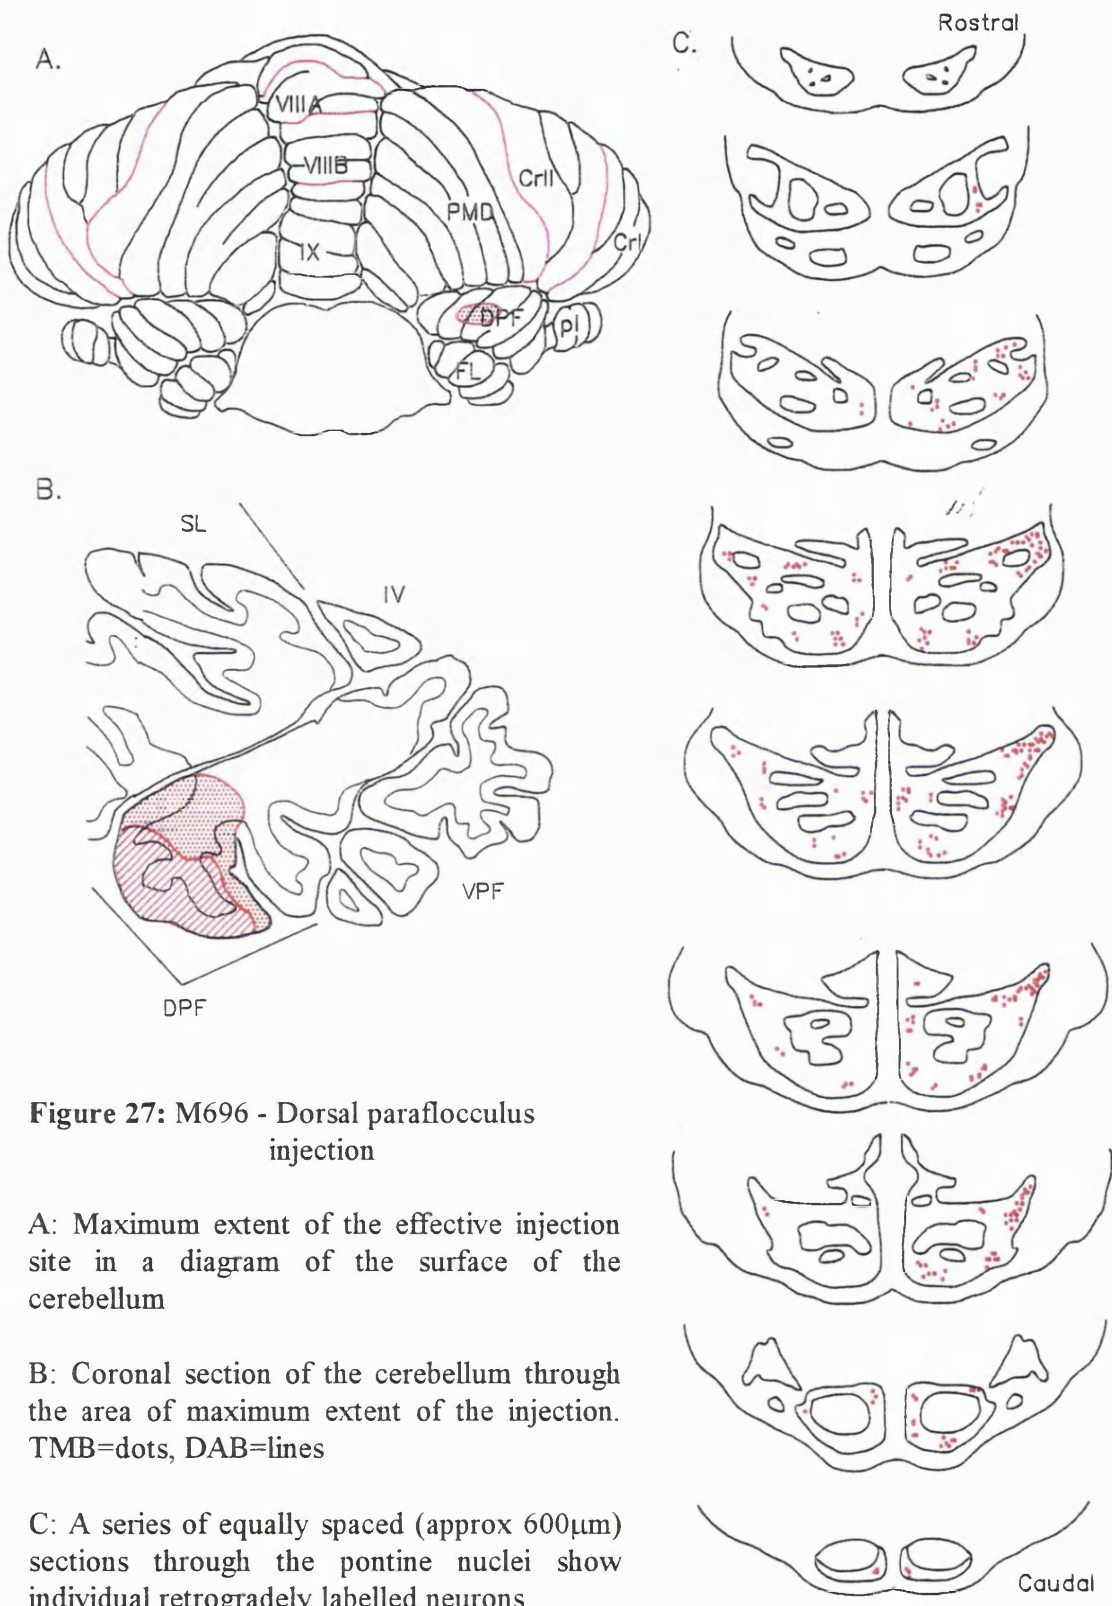 A.
VIIIA
VIIIB
IX
PMD
CrII
CrI
DPF
pl
FL
B.
SL
IV
VPF
DPF
C.
Rostral
Caudal
Figure 27: M696 - Dorsal paraflocculus
injection
A: Maximum extent of the effective injection
site in a diagram of the surface of the
cerebellum
B: Coronal section of the cerebellum through
the area of maximum extent of the injection.
TMB=dots, DAB=lines
C: A series of equally spaced (approx 600μm)
sections through the pontine nuclei show
individual retrogradely labelled neurons